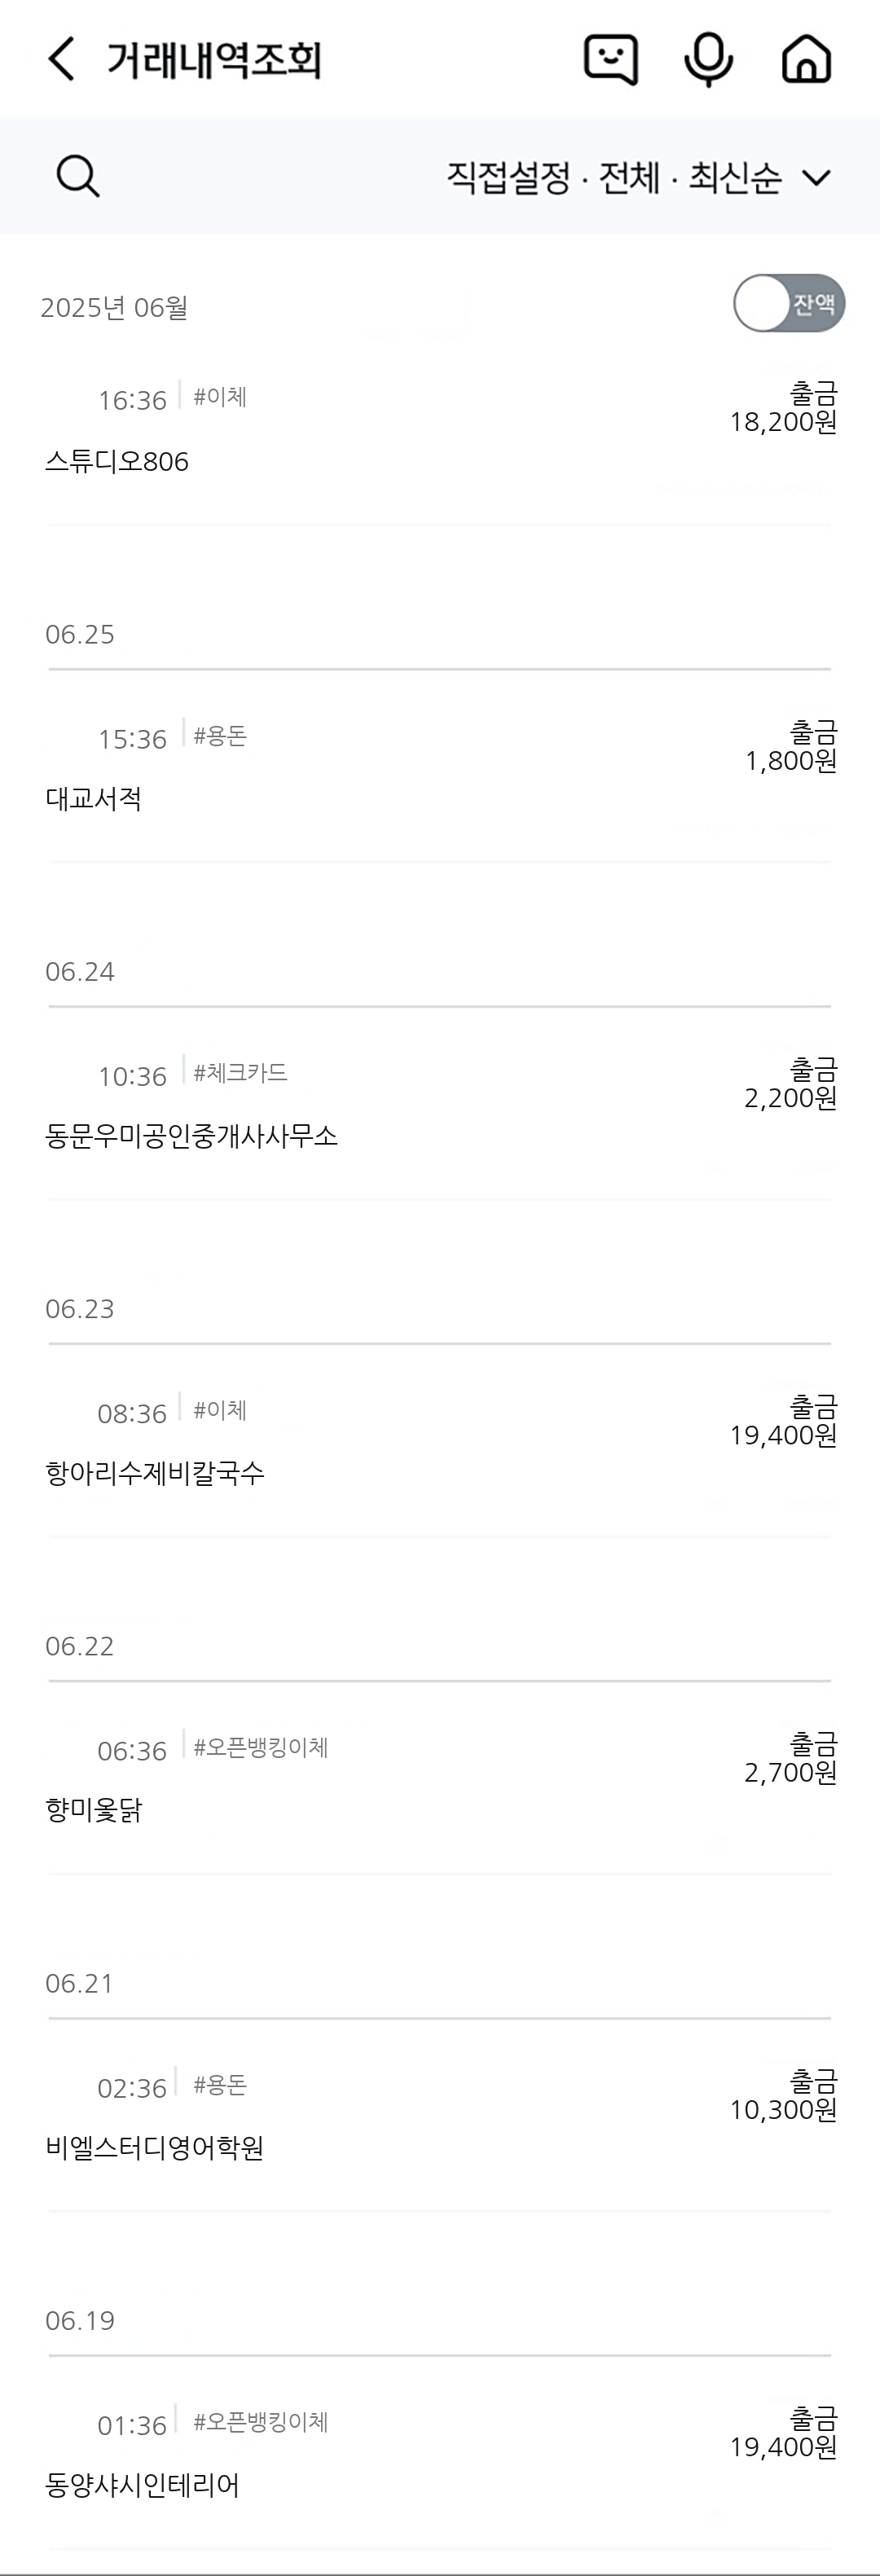 거래내역조회
직접설정 · 전체 · 최신순
2025년 06월
잔액
16:36 #이체
출금
18,200원
스튜디오806
06.25
15:36 #용돈
출금
1,800원
대교서적
06.24
10:36 #체크카드
출금
2,200원
동문우미공인중개사사무소
06.23
08:36 #이체
출금
19,400원
항아리수제비칼국수
06.22
06:36 #오픈뱅킹이체
출금
2,700원
향미옻닭
06.21
02:36 #용돈
출금
10,300원
비엘스터디영어학원
06.19
01:36 #오픈뱅킹이체
출금
19,400원
동양샤시인테리어